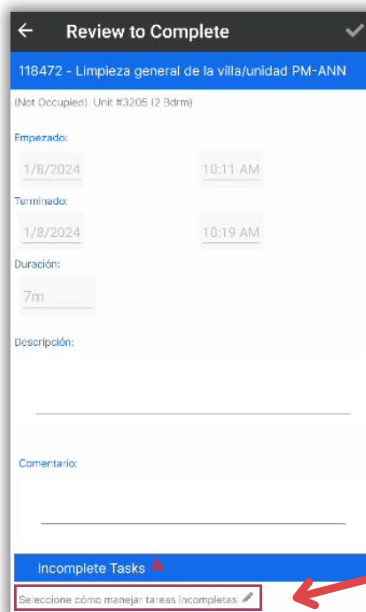 Review to Complete
118472 - Limpieza general de la villa/unidad PM-ANN
(Not Occupied) Unit #3205 (2 Bdrm)
Empezado:
1/8/2024 10:11 AM
Terminado:
1/8/2024 10:19 AM
Duración:
7m
Descripción:
Comentario:
Incomplete Tasks
Seleccione cómo manejar tareas incompletas